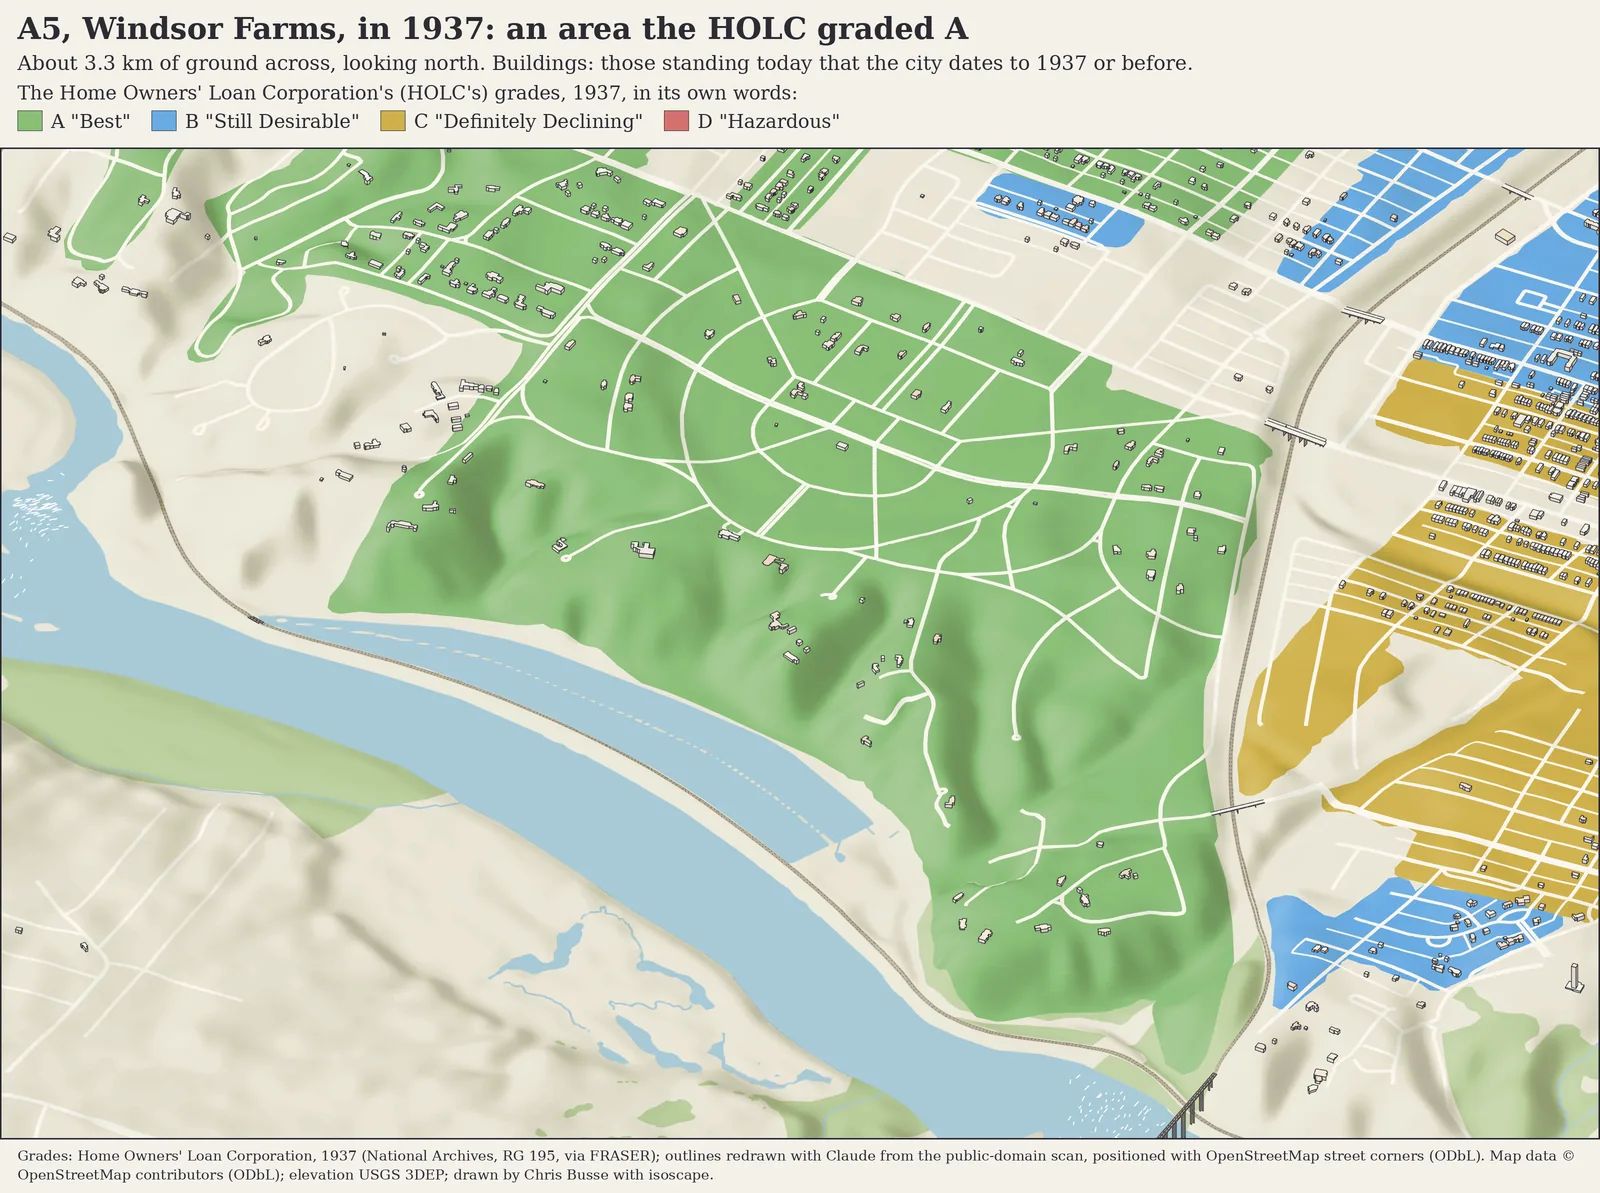 A5, Windsor Farms, in 1937: an area the HOLC graded A
About 3.3 km of ground across, looking north. Buildings: those standing today that the city dates to 1937 or before.
The Home Owners' Loan Corporation's (HOLC's) grades, 1937, in its own words:
A "Best" B "Still Desirable" C "Definitely Declining" D "Hazardous"
Grades: Home Owners' Loan Corporation, 1937 (National Archives, RG 195, via FRASER); outlines redrawn with Claude from the public-domain scan, positioned with OpenStreetMap street corners (ODbL). Map data ©
OpenStreetMap contributors (ODbL); elevation USGS 3DEP; drawn by Chris Busse with isoscape.